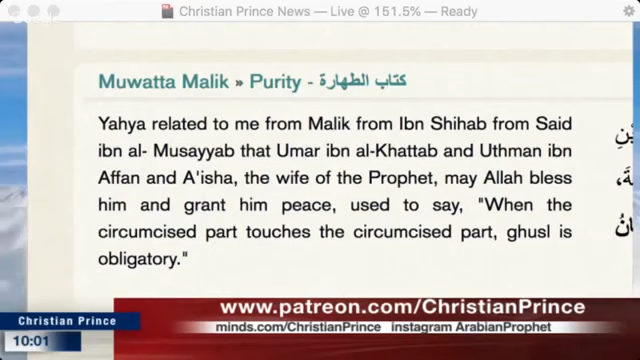 Christian Prince News — Live @ 151.5% — Ready
Muwatta Malik » Purity - كتاب الطهارة
Yahya related to me from Malik from Ibn Shihab from Said
ibn al- Musayyab that Umar ibn al-Khattab and Uthman ibn
Affan and A'isha, the wife of the Prophet, may Allah bless
him and grant him peace, used to say, "When the
circumcised part touches the circumcised part, ghusl is
obligatory."
www.patreon.com/ChristianPrince
Christian Prince
minds.com/ChristianPrince instagram ArabianProphet
10:01